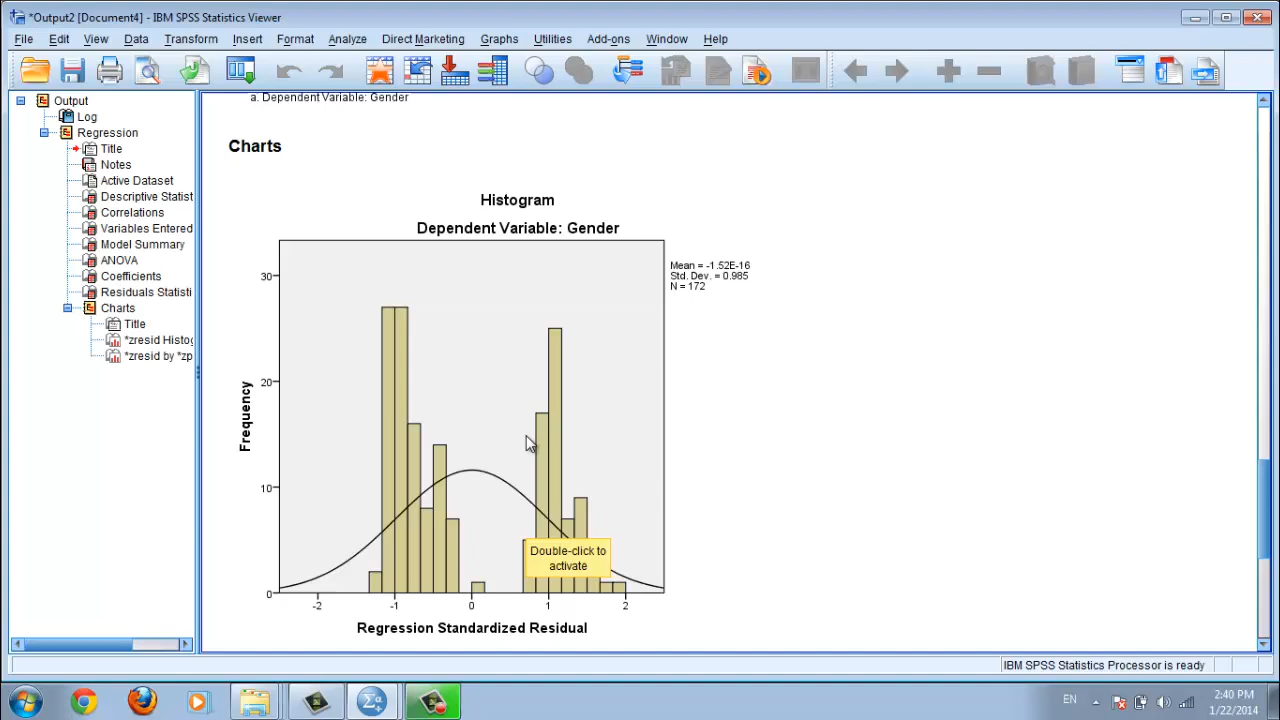 *Output2 [Document4] - IBM SPSS Statistics Viewer
File Edit View Data Transform Insert Format Analyze Direct Marketing Graphs Utilities Add-ons Window Help
Output
Log
Regression
Title
Notes
Active Dataset
Descriptive Statist
Correlations
Variables Entered
Model Summary
ANOVA
Coefficients
Residuals Statisti
Charts
Title
*zresid Histog
*zresid by *zp
a. Dependent Variable: Gender
Charts
Histogram
Dependent Variable: Gender
Mean = -1.52E-16
Std. Dev. = 0.985
N = 172
Frequency
30
20
10
0
-2 -1 0 1 2
Regression Standardized Residual
Double-click to
activate
IBM SPSS Statistics Processor is ready
EN
2:40 PM
1/22/2014